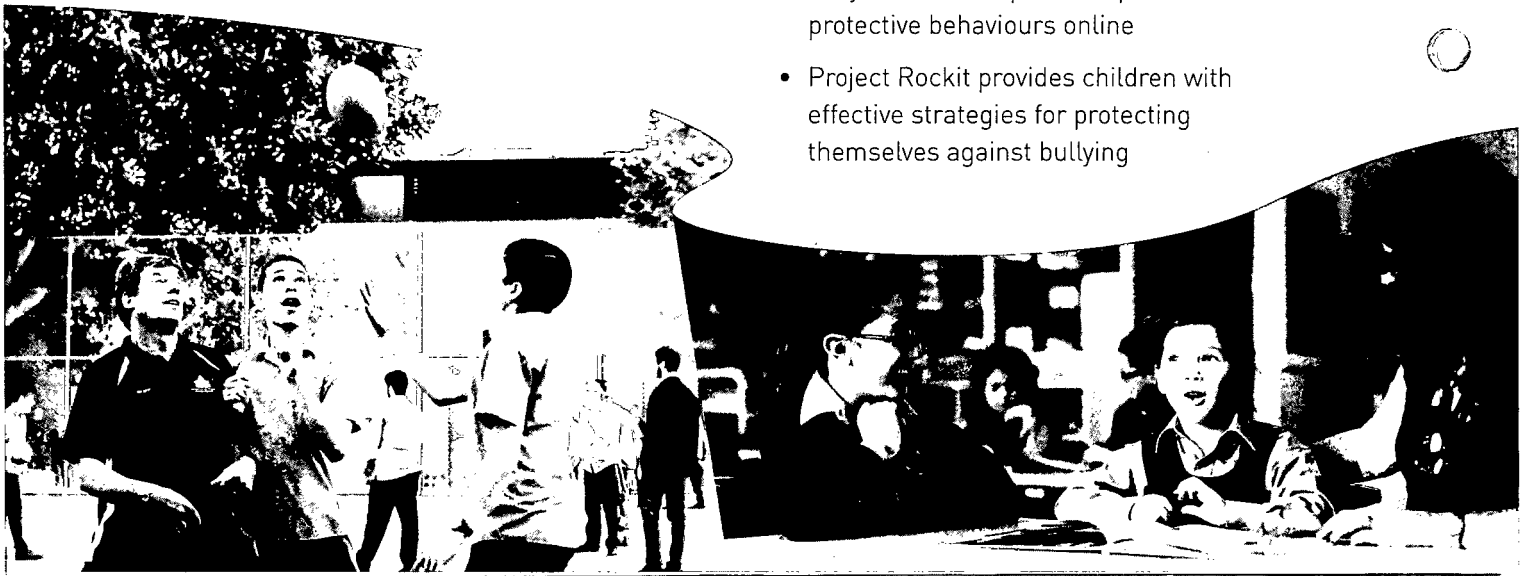 protective behaviours online
• Project Rockit provides children with
effective strategies for protecting
themselves against bullying